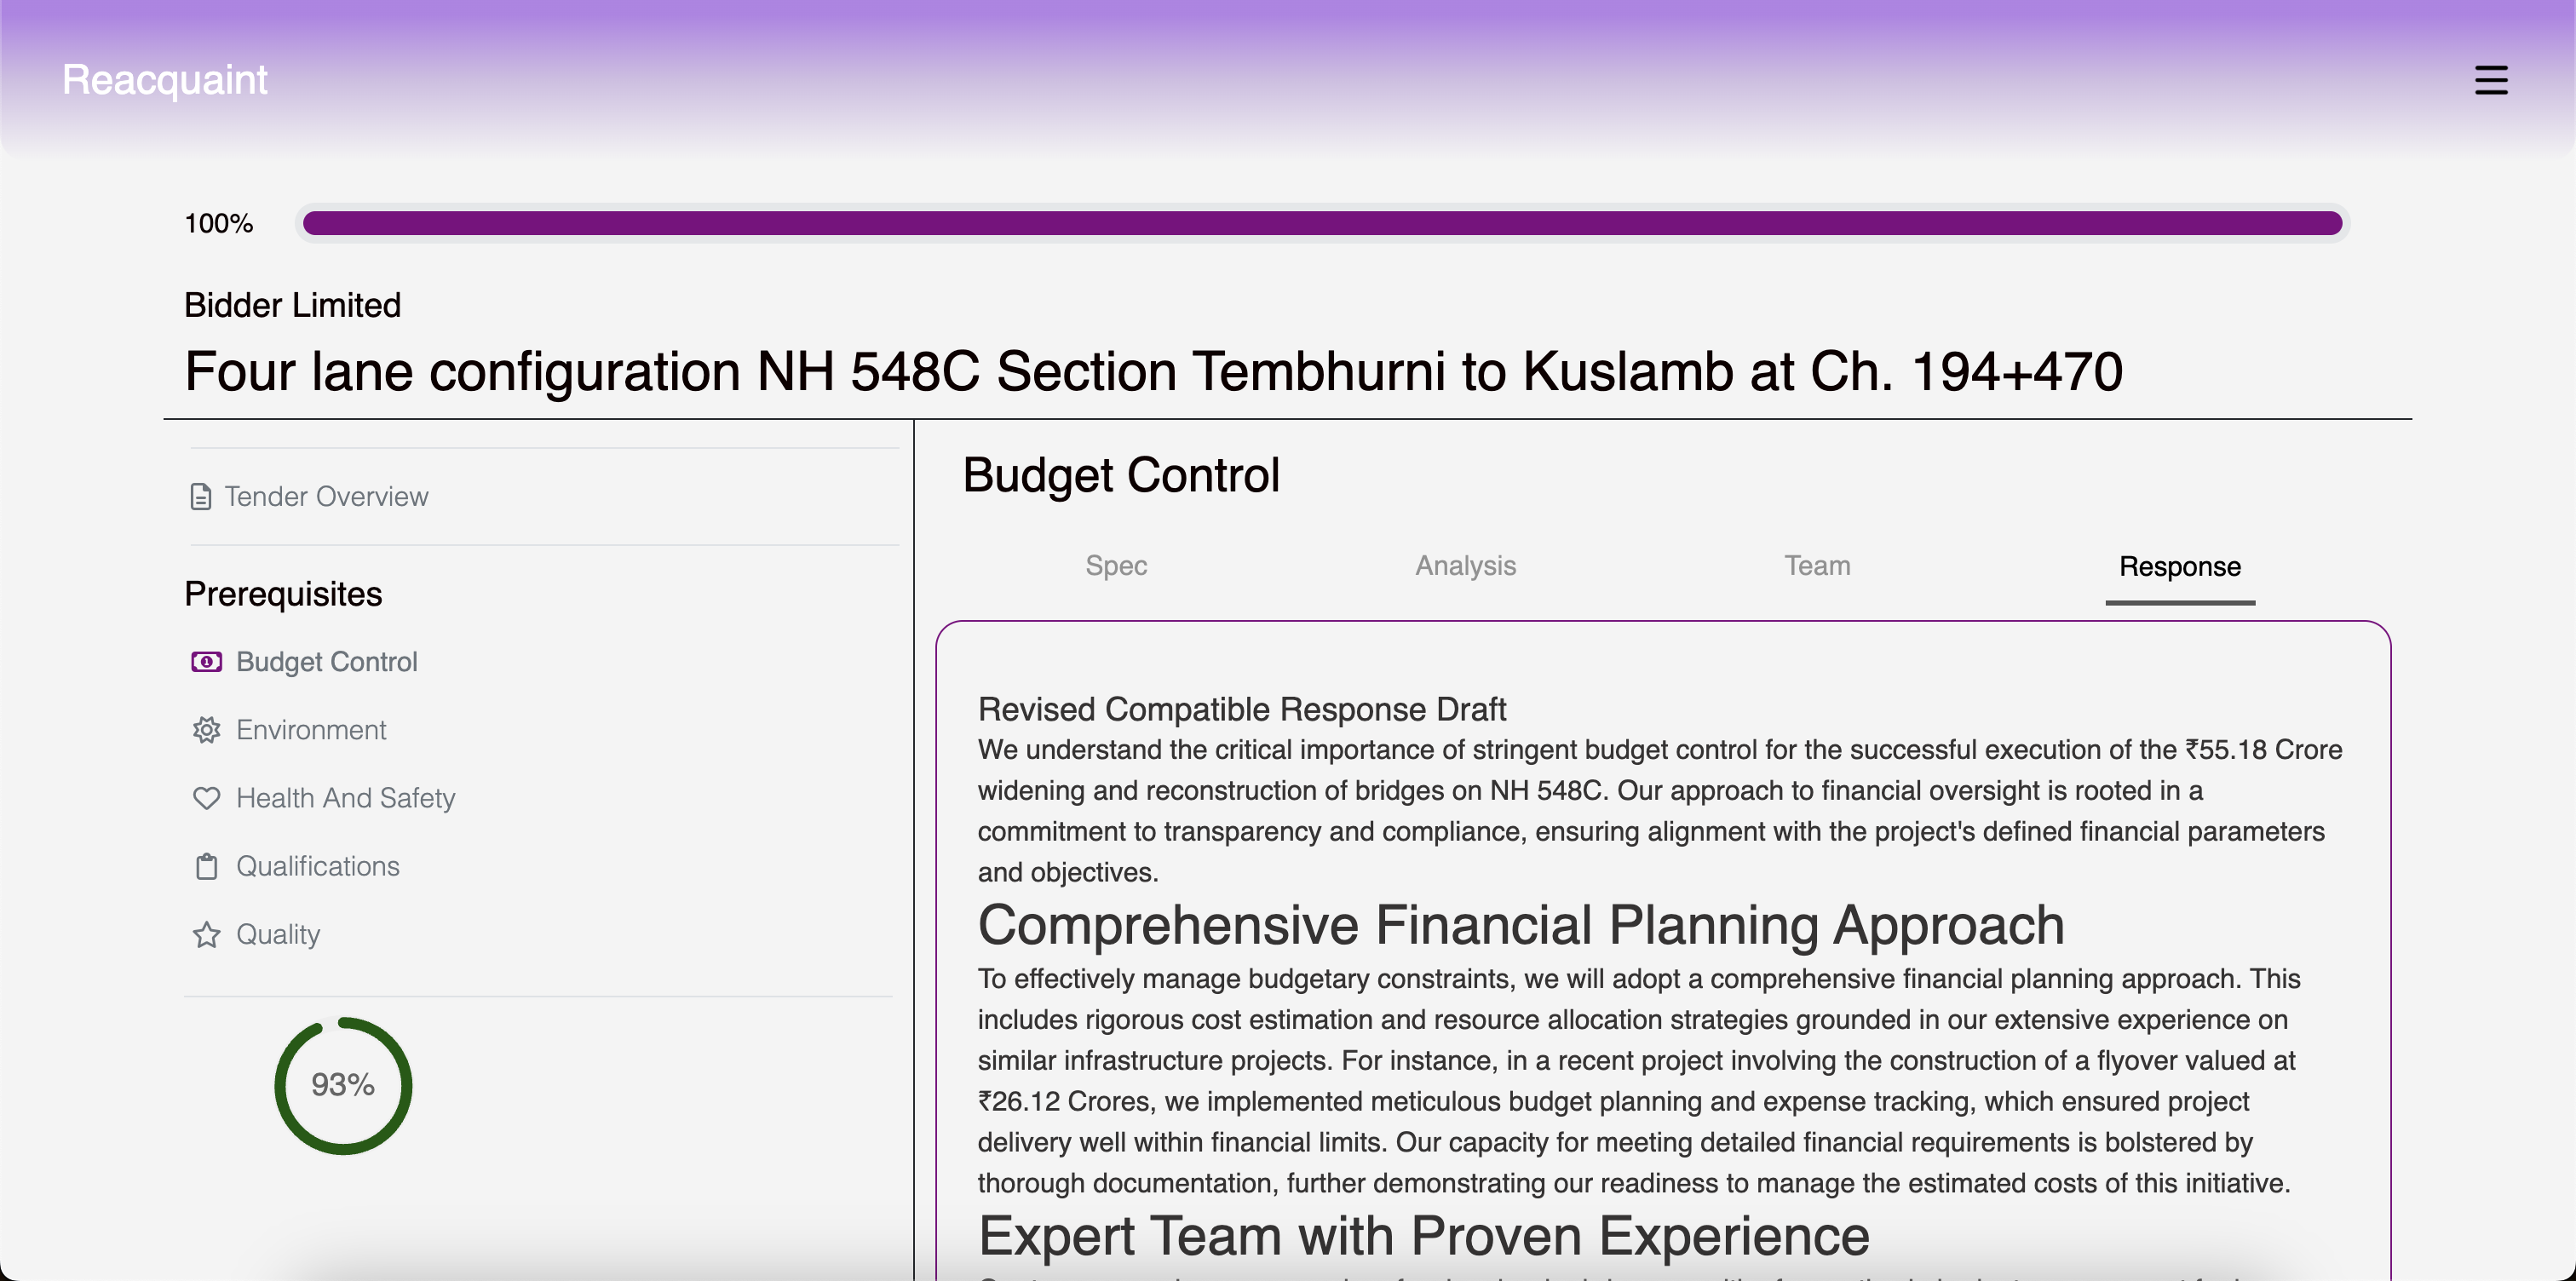 Reacquaint
100%
Bidder Limited
Four lane configuration NH 548C Section Tembhurni to Kuslamb at Ch. 194+470
Tender Overview
Prerequisites
Budget Control
Environment
Health And Safety
Qualifications
Quality
93%
Budget Control
Spec
Analysis
Team
Response
Revised Compatible Response Draft
We understand the critical importance of stringent budget control for the successful execution of the ₹55.18 Crore
widening and reconstruction of bridges on NH 548C. Our approach to financial oversight is rooted in a
commitment to transparency and compliance, ensuring alignment with the project's defined financial parameters
and objectives.
Comprehensive Financial Planning Approach
To effectively manage budgetary constraints, we will adopt a comprehensive financial planning approach. This
includes rigorous cost estimation and resource allocation strategies grounded in our extensive experience on
similar infrastructure projects. For instance, in a recent project involving the construction of a flyover valued at
₹26.12 Crores, we implemented meticulous budget planning and expense tracking, which ensured project
delivery well within financial limits. Our capacity for meeting detailed financial requirements is bolstered by
thorough documentation, further demonstrating our readiness to manage the estimated costs of this initiative.
Expert Team with Proven Experience